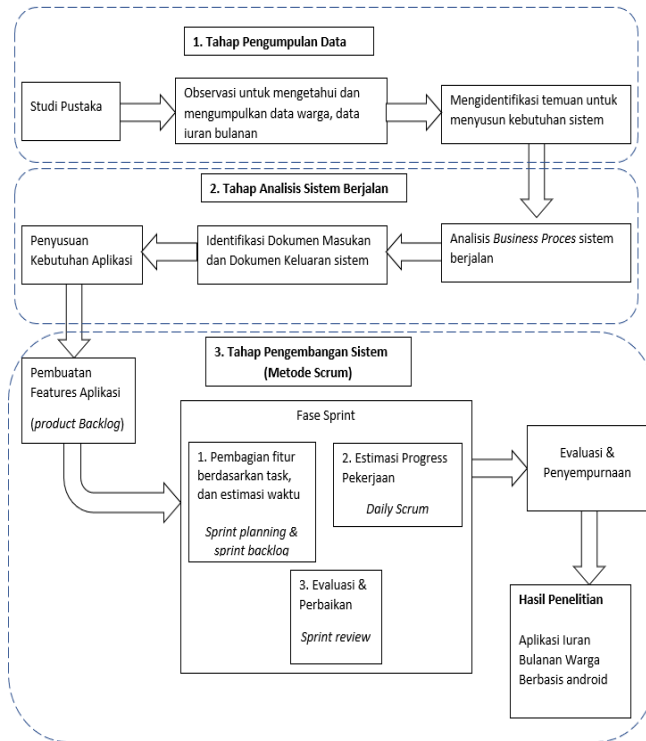 1. Tahap Pengumpulan Data
Studi Pustaka
Observasi untuk mengetahui dan
mengumpulkan data warga, data
iuran bulanan
Mengidentifikasi temuan untuk
menyusun kebutuhan sistem
2. Tahap Analisis Sistem Berjalan
Penyusuan
Kebutuhan Aplikasi
Identifikasi Dokumen Masukan
dan Dokumen Keluaran sistem
Analisis Business Proces sistem
berjalan
3. Tahap Pengembangan Sistem
(Metode Scrum)
Pembuatan
Features Aplikasi
(product Backlog)
Fase Sprint
1. Pembagian fitur
berdasarkan task,
dan estimasi waktu
Sprint planning &
sprint backlog
2. Estimasi Progress
Pekerjaan
Daily Scrum
3. Evaluasi &
Perbaikan
Sprint review
Evaluasi &
Penyempurnaan
Hasil Penelitian
Aplikasi Iuran
Bulanan Warga
Berbasis android